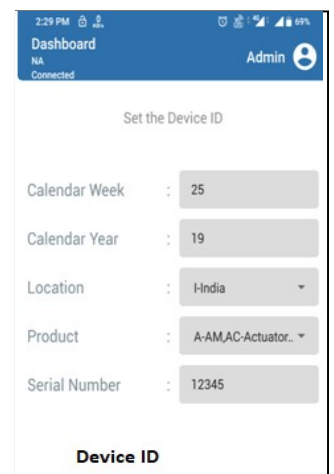 2:29 PM 69%
Dashboard
NA
Connected
Admin
Set the Device ID
Calendar Week : 25
Calendar Year : 19
Location : I-India
Product : A-AM,AC-Actuator..
Serial Number : 12345
Device ID